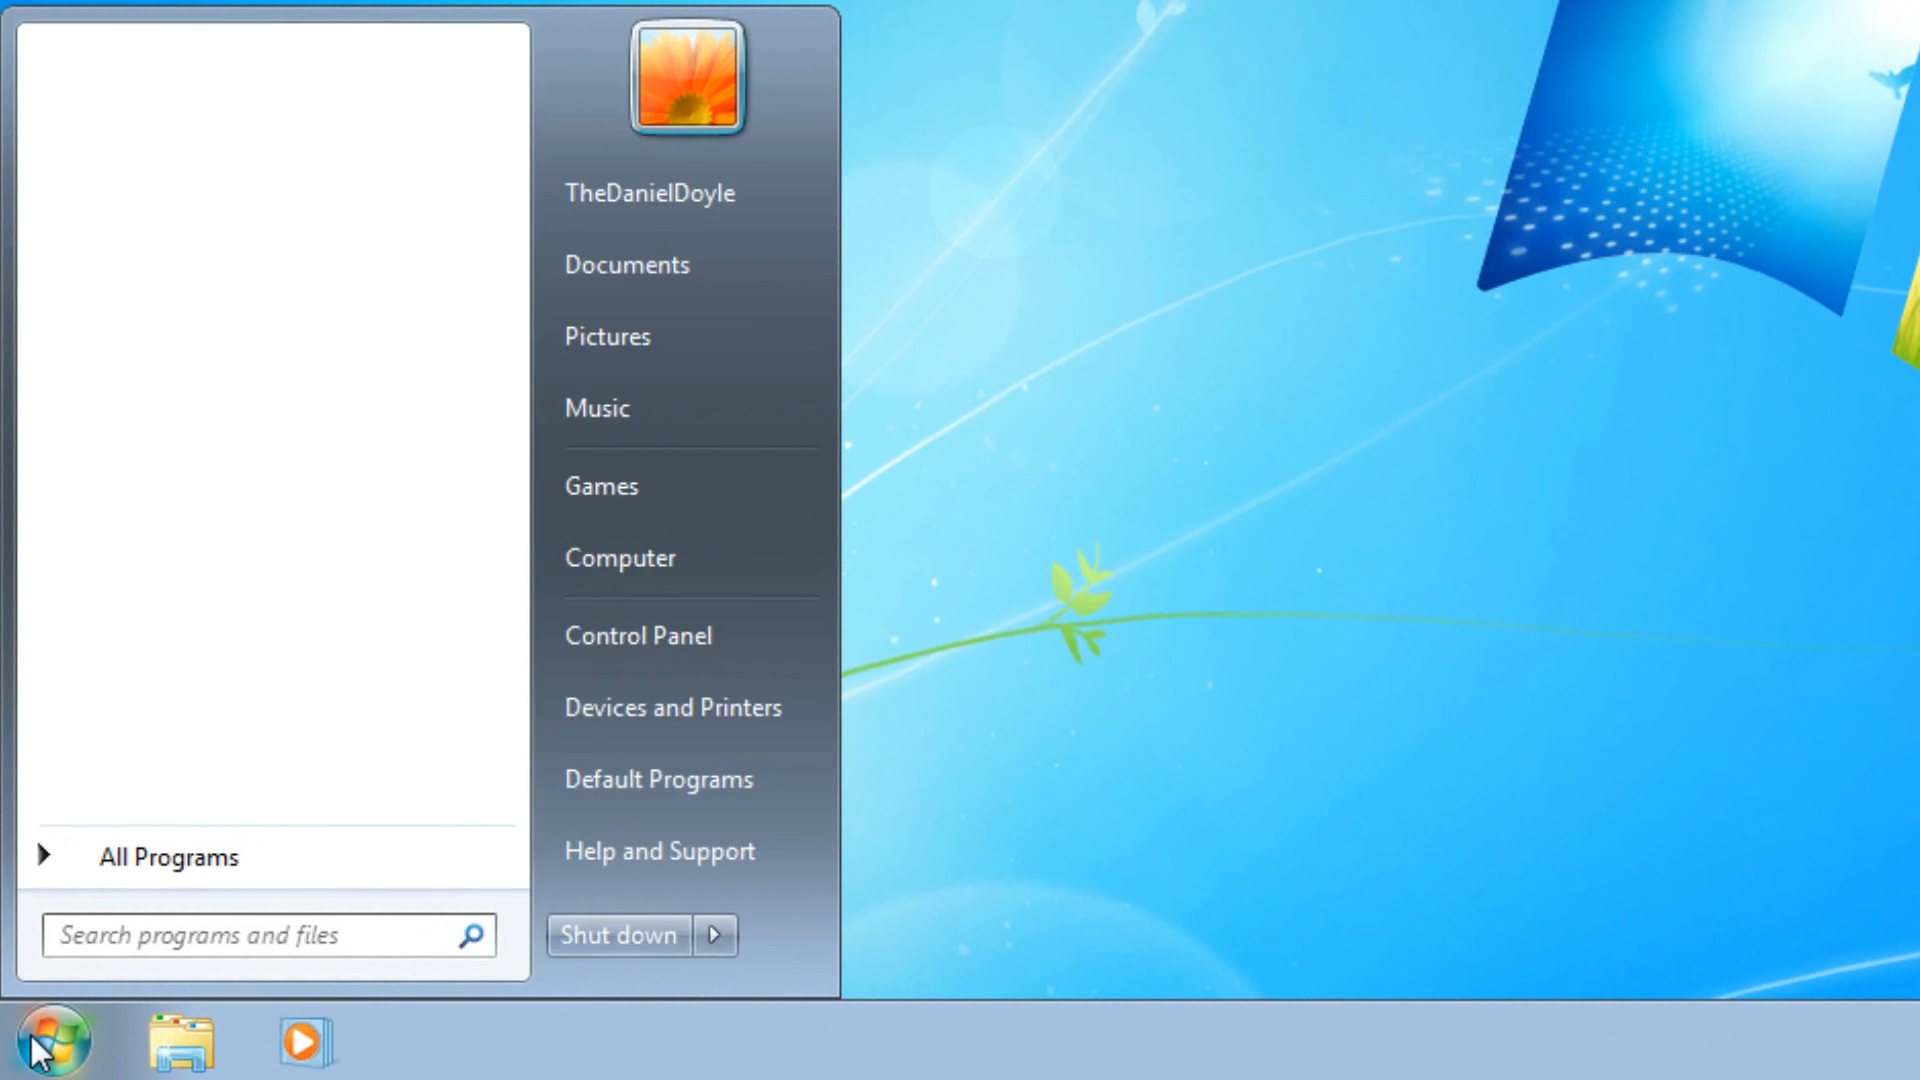 TheDanielDoyle
Documents
Pictures
Music
Games
Computer
Control Panel
Devices and Printers
Default Programs
Help and Support
All Programs
Search programs and files
Shut down